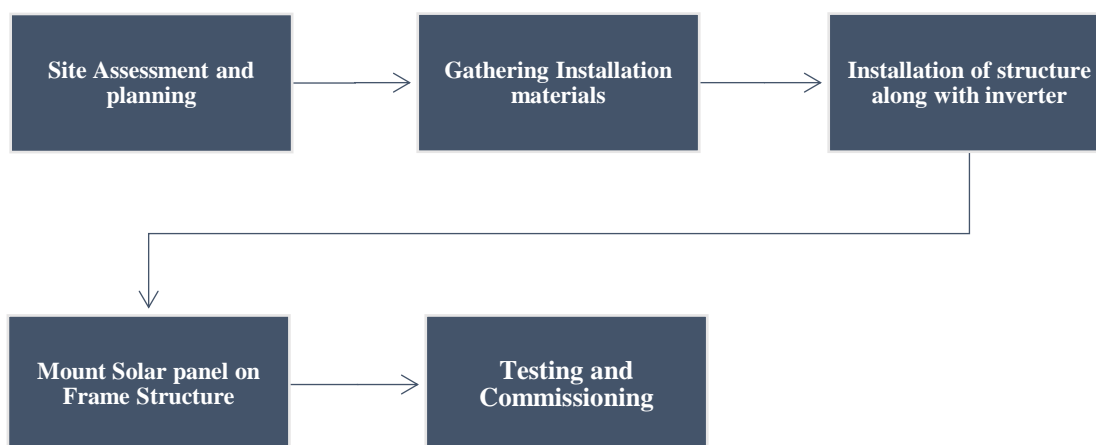 Site Assessment and
planning
Gathering Installation
materials
Installation of structure
along with inverter
Mount Solar panel on
Frame Structure
Testing and
Commissioning